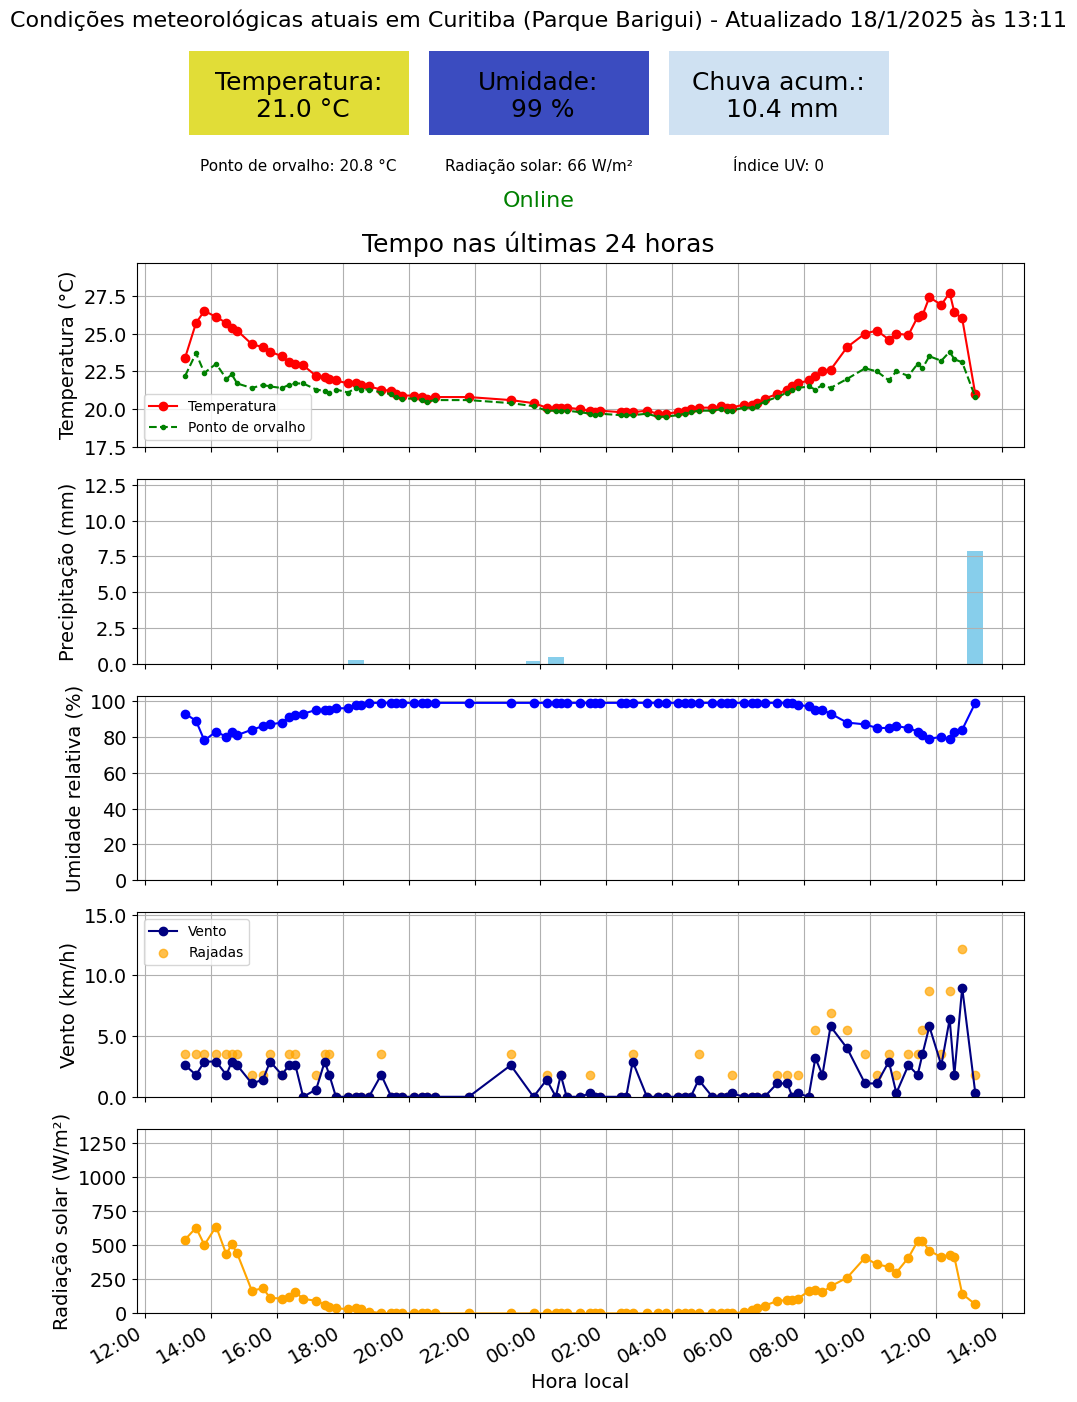 Condições meteorológicas atuais em Curitiba (Parque Barigui) - Atualizado 18/1/2025 às 13:11
Temperatura:
21.0 °C
Umidade:
99 %
Chuva acum.:
10.4 mm
Ponto de orvalho: 20.8 °C
Radiação solar: 66 W/m²
Índice UV: 0
Online
Tempo nas últimas 24 horas
Temperatura (°C)
27.5
25.0
22.5
20.0
17.5
Temperatura
Ponto de orvalho
Precipitação (mm)
12.5
10.0
7.5
5.0
2.5
0.0
Umidade relativa (%)
100
80
60
40
20
0
Vento (km/h)
15.0
10.0
5.0
0.0
Vento
Rajadas
Radiação solar (W/m²)
1250
1000
750
500
250
0
12:00
14:00
16:00
18:00
20:00
22:00
00:00
02:00
04:00
06:00
08:00
10:00
12:00
14:00
Hora local